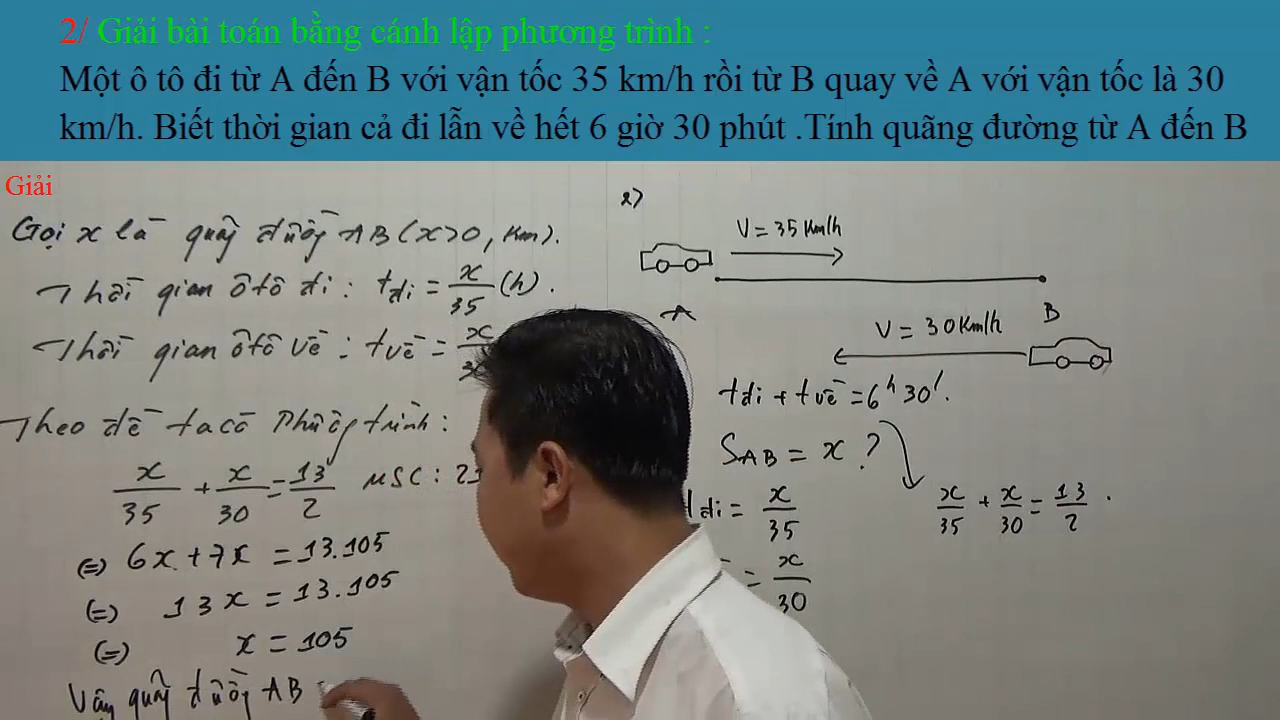 2/ Giải bài toán bằng cánh lập phương trình :
Một ô tô đi từ A đến B với vận tốc 35 km/h rồi từ B quay về A với vận tốc là 30
km/h. Biết thời gian cả đi lẫn về hết 6 giờ 30 phút .Tính quãng đường từ A đến B
Giải
Gọi x là quãng đường AB (x>0, km).
Thời gian ôtô đi : tđi = x/35 (h).
Thời gian ôtô về : tvề = x
Theo đề ta có Phương trình :
x/35 + x/30 = 13/2 MSC : 21
(=) 6x + 7x = 13.105
(=) 13x = 13.105
(=) x = 105
Vậy quãng đường AB
2)
V = 35 Km/h
A
B
V = 30 Km/h
tđi + tvề = 6h 30'.
SAB = x ?
tđi = x/35
= x/30
x/35 + x/30 = 13/2 .